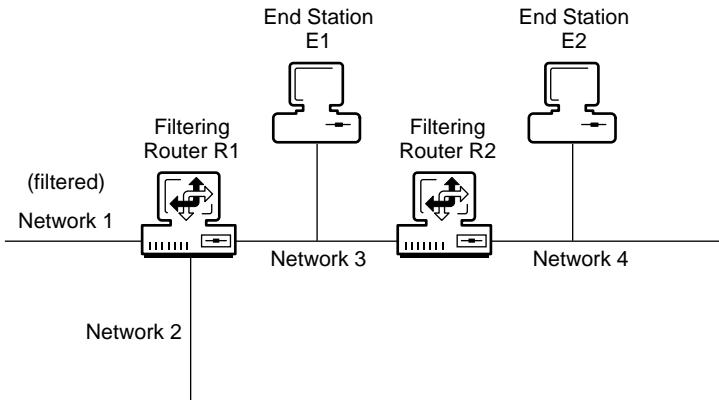 End Station
E1
End Station
E2
Filtering
Router R1
Filtering
Router R2
(filtered)
Network 1
Network 3
Network 4
Network 2